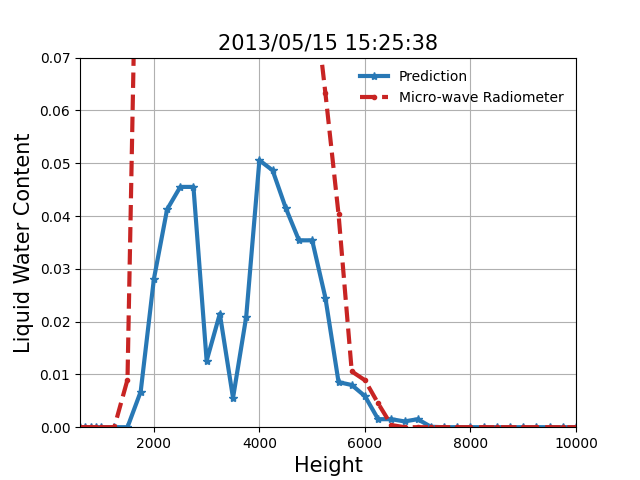 2013/05/15 15:25:38
Prediction
Micro-wave Radiometer
Liquid Water Content
0.07
0.06
0.05
0.04
0.03
0.02
0.01
0.00
2000 4000 6000 8000 10000
Height